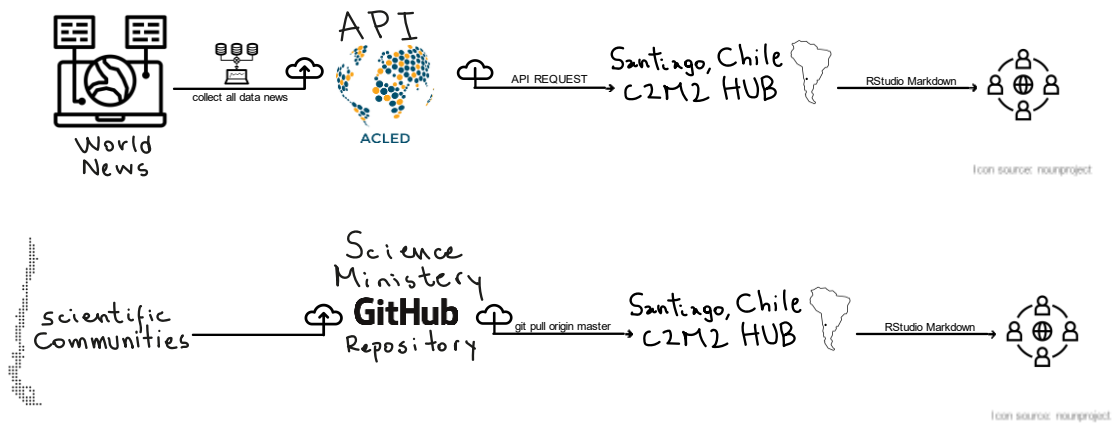 API
collect all data news
ACLED
World
News
API REQUEST
Santiago, Chile
C2M2 HUB
RStudio Markdown
Icon source: nounproject
scientific
Communities
Science
Ministery
GitHub
Repository
git pull origin master
Santiago, Chile
C2M2 HUB
RStudio Markdown
Icon source: nounproject